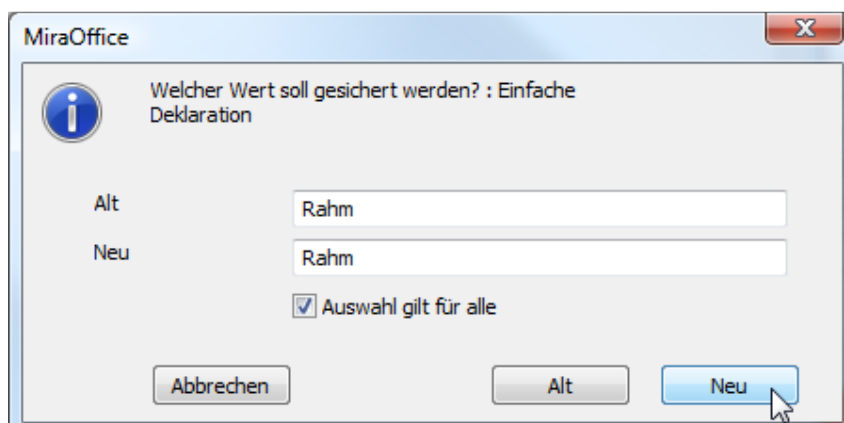 MiraOffice
Welcher Wert soll gesichert werden? : Einfache
Deklaration
Alt
Rahm
Neu
Rahm
Auswahl gilt für alle
Abbrechen
Alt
Neu